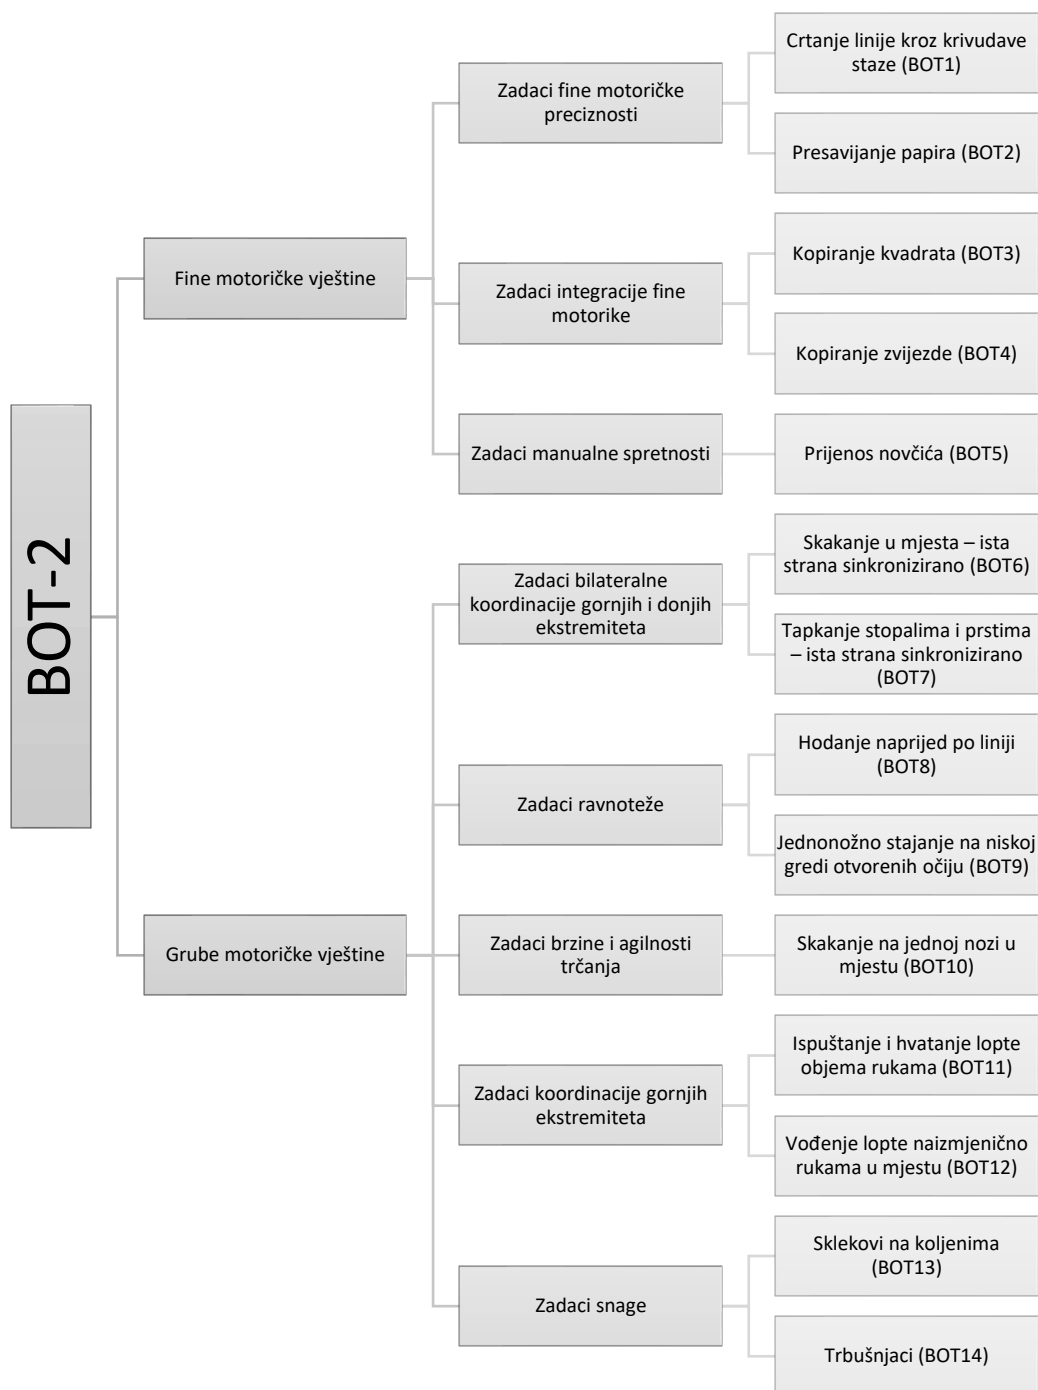 BOT-2
Fine motoričke vještine
Zadaci fine motoričke
preciznosti
Crtanje linije kroz krivudave
staze (BOT1)
Presavijanje papira (BOT2)
Zadaci integracije fine
motorike
Kopiranje kvadrata (BOT3)
Kopiranje zvijezde (BOT4)
Zadaci manualne spretnosti
Prijenos novčića (BOT5)
Grube motoričke vještine
Zadaci bilateralne
koordinacije gornjih i donjih
ekstremiteta
Skakanje u mjesta – ista
strana sinkronizirano (BOT6)
Tapkanje stopalima i prstima
– ista strana sinkronizirano
(BOT7)
Zadaci ravnoteže
Hodanje naprijed po liniji
(BOT8)
Jednonožno stajanje na niskoj
gredi otvorenih očiju (BOT9)
Zadaci brzine i agilnosti
trčanja
Skakanje na jednoj nozi u
mjestu (BOT10)
Zadaci koordinacije gornjih
ekstremiteta
Ispuštanje i hvatanje lopte
objema rukama (BOT11)
Vođenje lopte naizmjenično
rukama u mjestu (BOT12)
Zadaci snage
Sklekovi na koljenima
(BOT13)
Trbušnjaci (BOT14)